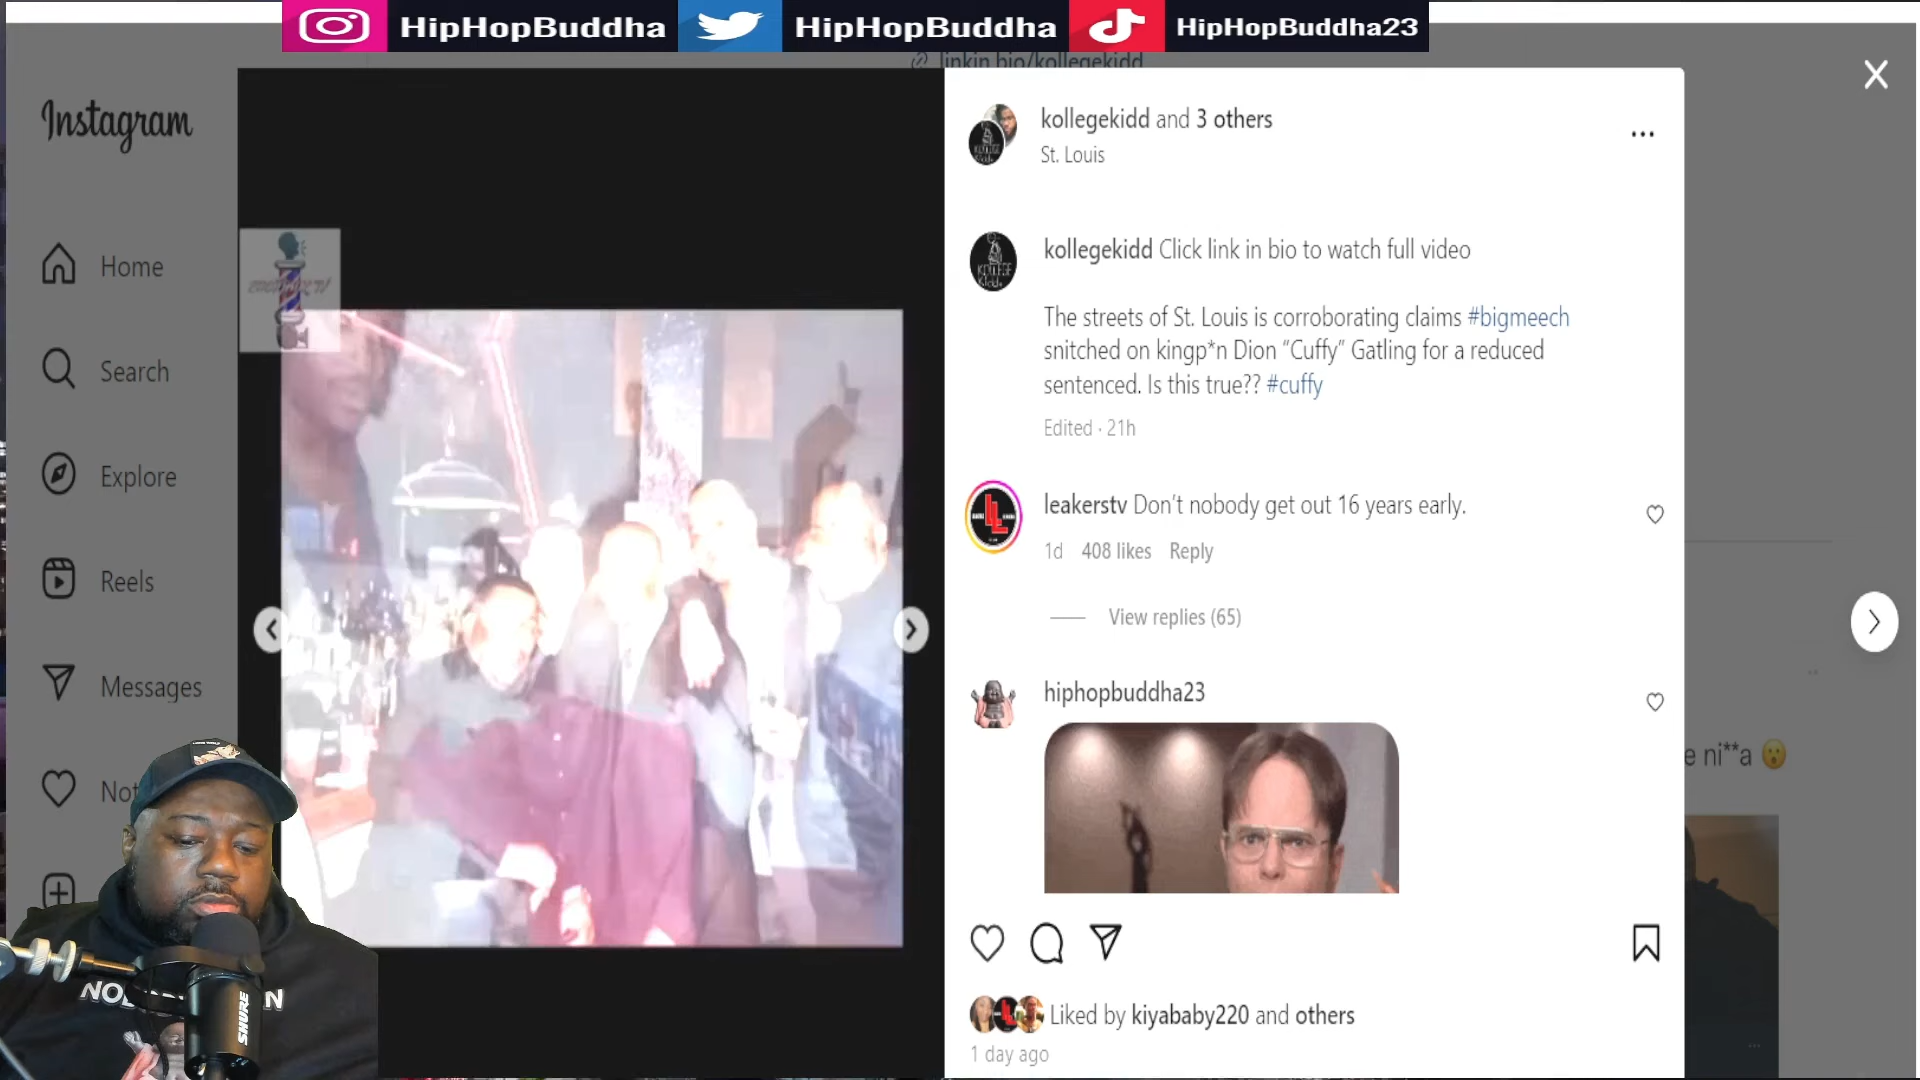 HipHopBuddha HipHopBuddha HipHopBuddha23
linkin.bio/kollegekidd
Instagram
Home
Search
Explore
Reels
Messages
Not
kollegekidd and 3 others
St. Louis
kollegekidd Click link in bio to watch full video
The streets of St. Louis is corroborating claims #bigmeech
snitched on kingp*n Dion “Cuffy” Gatling for a reduced
sentenced. Is this true?? #cuffy
Edited · 21h
leakerstv Don't nobody get out 16 years early.
1d 408 likes Reply
View replies (65)
hiphopbuddha23
e ni**a 😮
Liked by kiyababy220 and others
1 day ago
SHURE